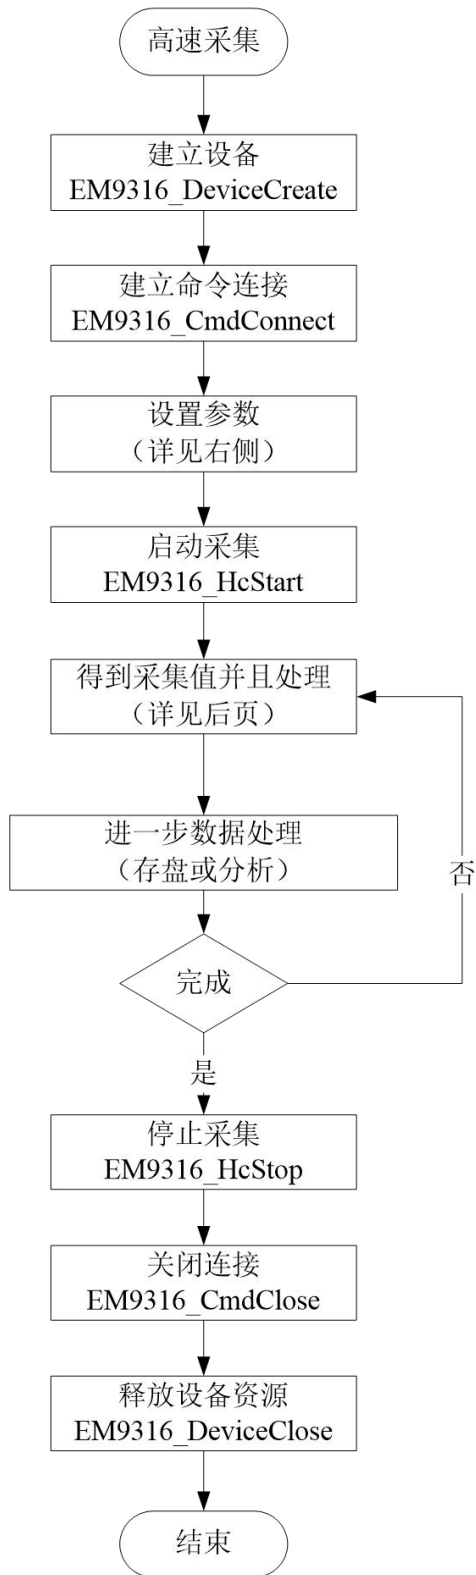 高速采集
建立设备
EM9316_DeviceCreate
建立命令连接
EM9316_CmdConnect
设置参数
（详见右侧）
启动采集
EM9316_HcStart
得到采集值并且处理
（详见后页）
进一步数据处理
（存盘或分析）
否
完成
是
停止采集
EM9316_HcStop
关闭连接
EM9316_CmdClose
释放设备资源
EM9316_DeviceClose
结束